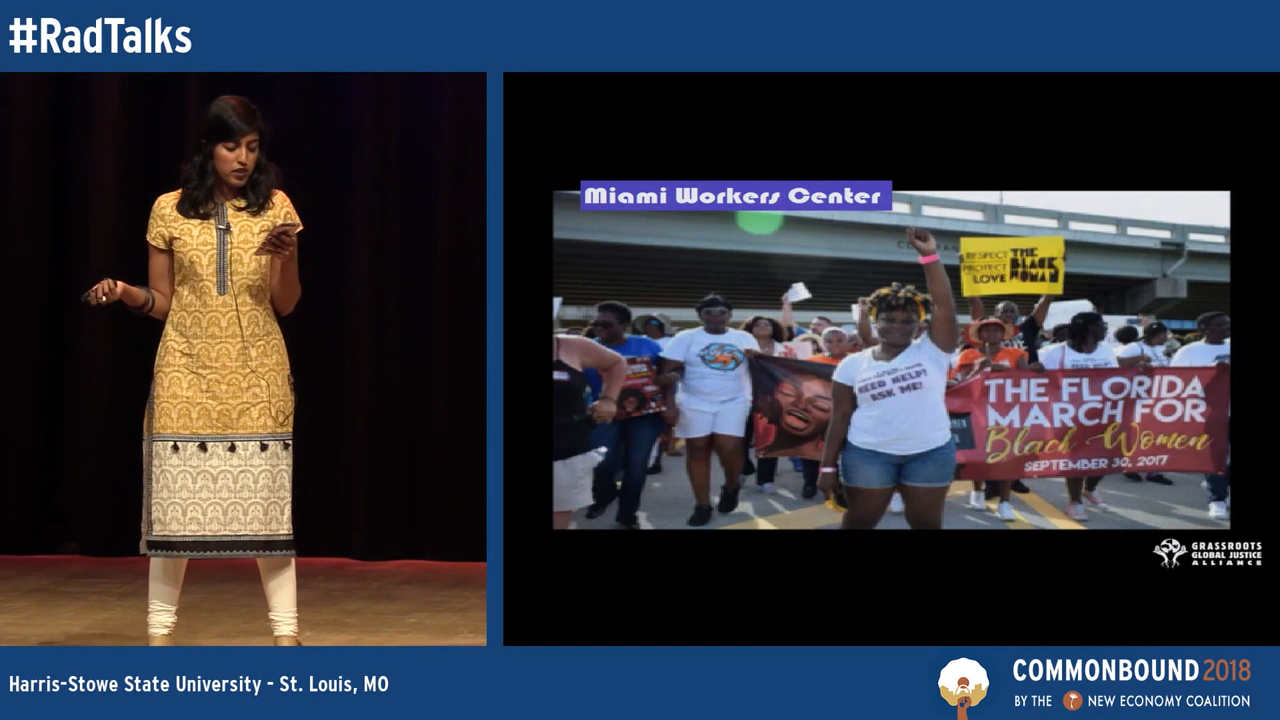 #RadTalks
Miami Workers Center
RESPECT THE
PROTECT BLACK
LOVE WOMAN
NEED HELP?
ASK ME!
THE FLORIDA
MARCH FOR
Black Women
SEPTEMBER 30, 2017
GRASSROOTS
GLOBAL JUSTICE
ALLIANCE
Harris-Stowe State University - St. Louis, MO
COMMONBOUND 2018
BY THE NEW ECONOMY COALITION